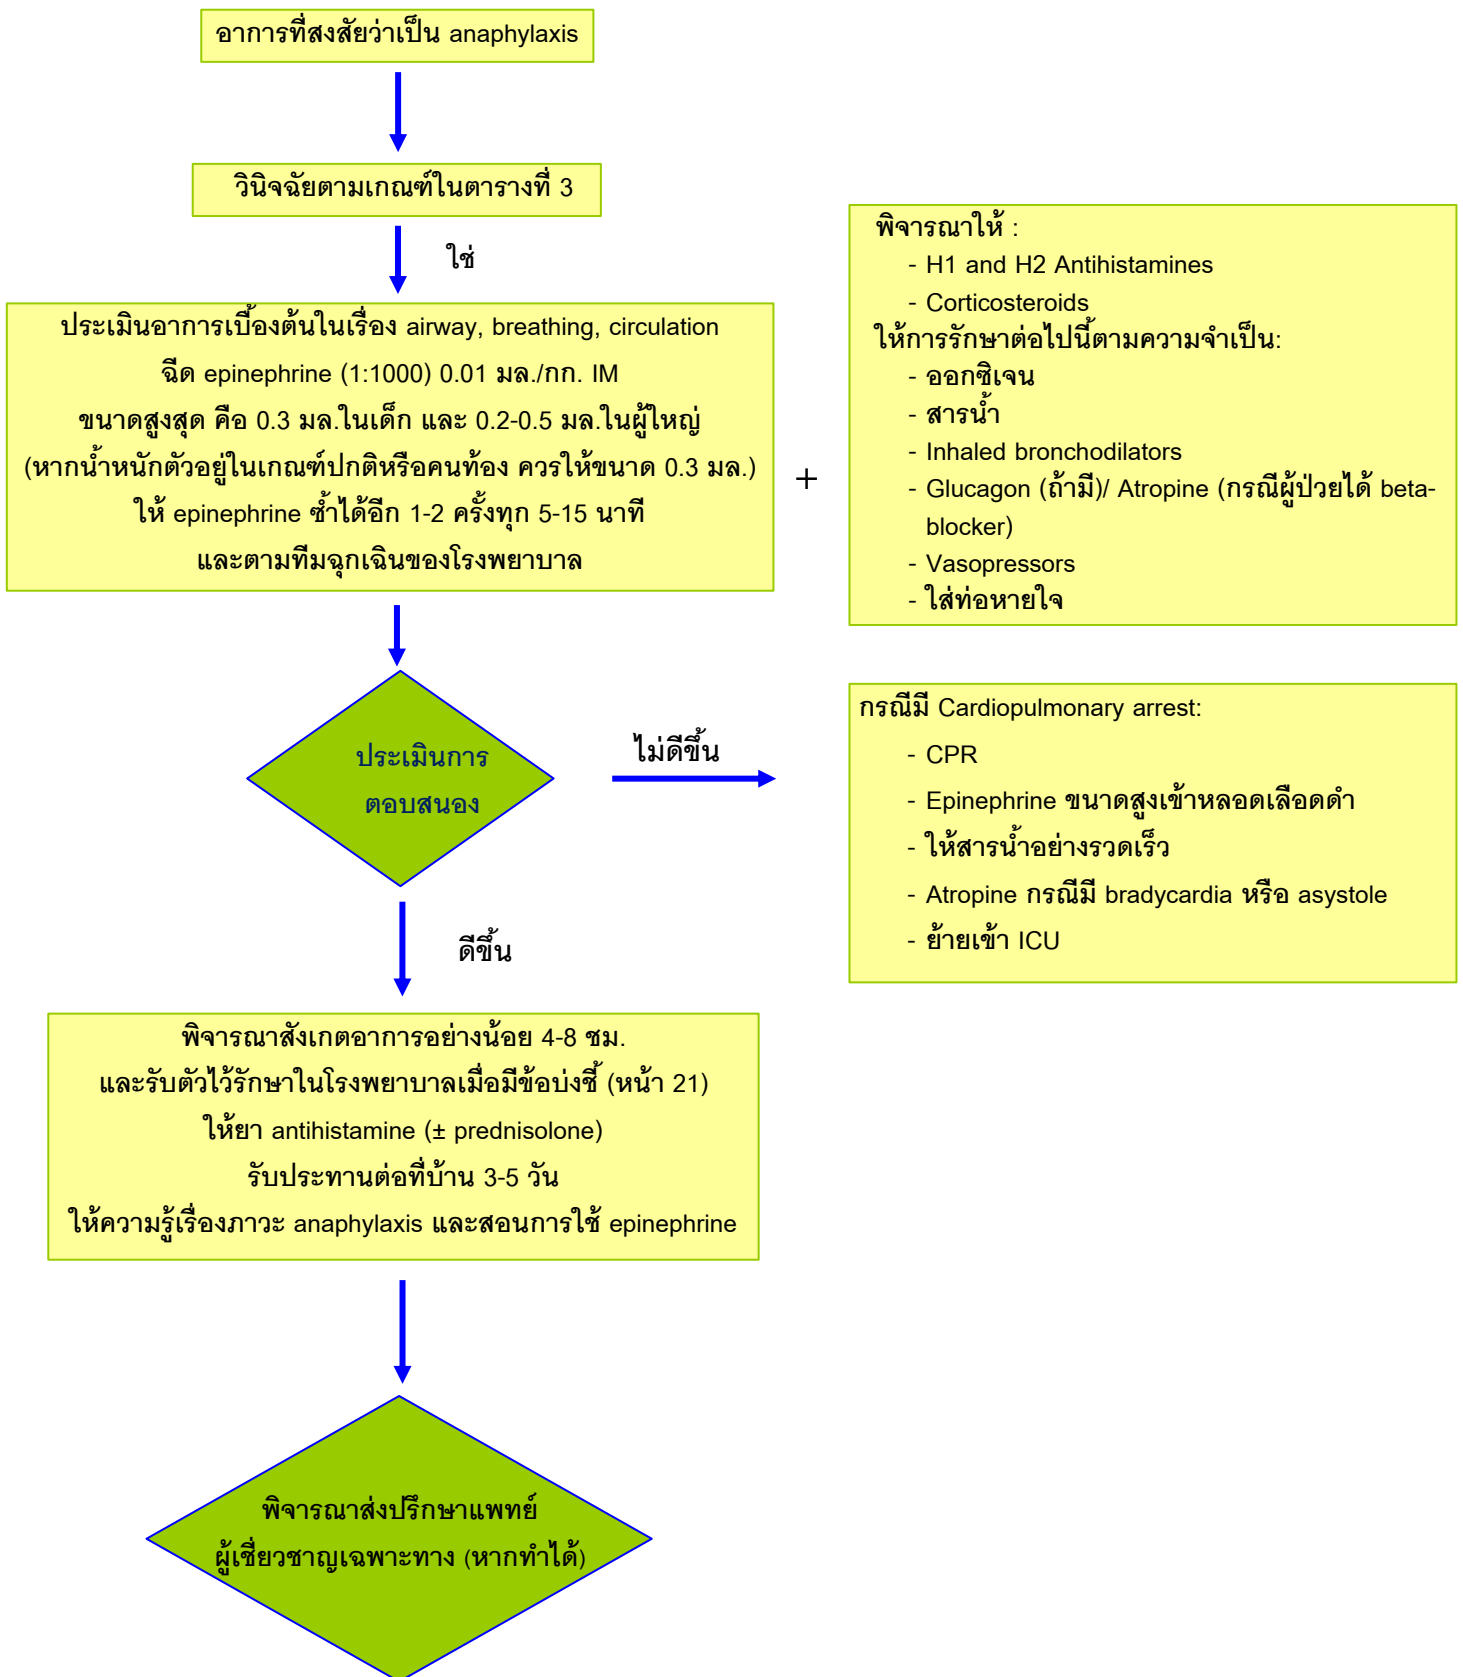 อาการที่สงสัยว่าเป็น anaphylaxis
วินิจฉัยตามเกณฑ์ในตารางที่ 3
ใช่
ประเมินอาการเบื้องต้นในเรื่อง airway, breathing, circulation
ฉีด epinephrine (1:1000) 0.01 มล./กก. IM
ขนาดสูงสุด คือ 0.3 มล.ในเด็ก และ 0.2-0.5 มล.ในผู้ใหญ่
(หากน้ำหนักตัวอยู่ในเกณฑ์ปกติหรือคนท้อง ควรให้ขนาด 0.3 มล.)
ให้ epinephrine ซ้ำได้อีก 1-2 ครั้งทุก 5-15 นาที
และตามทีมฉุกเฉินของโรงพยาบาล
+
พิจารณาให้ :
- H1 and H2 Antihistamines
- Corticosteroids
ให้การรักษาต่อไปนี้ตามความจำเป็น:
- ออกซิเจน
- สารน้ำ
- Inhaled bronchodilators
- Glucagon (ถ้ามี)/ Atropine (กรณีผู้ป่วยได้ beta-
blocker)
- Vasopressors
- ใส่ท่อหายใจ
ประเมินการ
ตอบสนอง
ไม่ดีขึ้น
กรณีมี Cardiopulmonary arrest:
- CPR
- Epinephrine ขนาดสูงเข้าหลอดเลือดดำ
- ให้สารน้ำอย่างรวดเร็ว
- Atropine กรณีมี bradycardia หรือ asystole
- ย้ายเข้า ICU
ดีขึ้น
พิจารณาสังเกตอาการอย่างน้อย 4-8 ชม.
และรับตัวไว้รักษาในโรงพยาบาลเมื่อมีข้อบ่งชี้ (หน้า 21)
ให้ยา antihistamine (± prednisolone)
รับประทานต่อที่บ้าน 3-5 วัน
ให้ความรู้เรื่องภาวะ anaphylaxis และสอนการใช้ epinephrine
พิจารณาส่งปรึกษาแพทย์
ผู้เชี่ยวชาญเฉพาะทาง (หากทำได้)